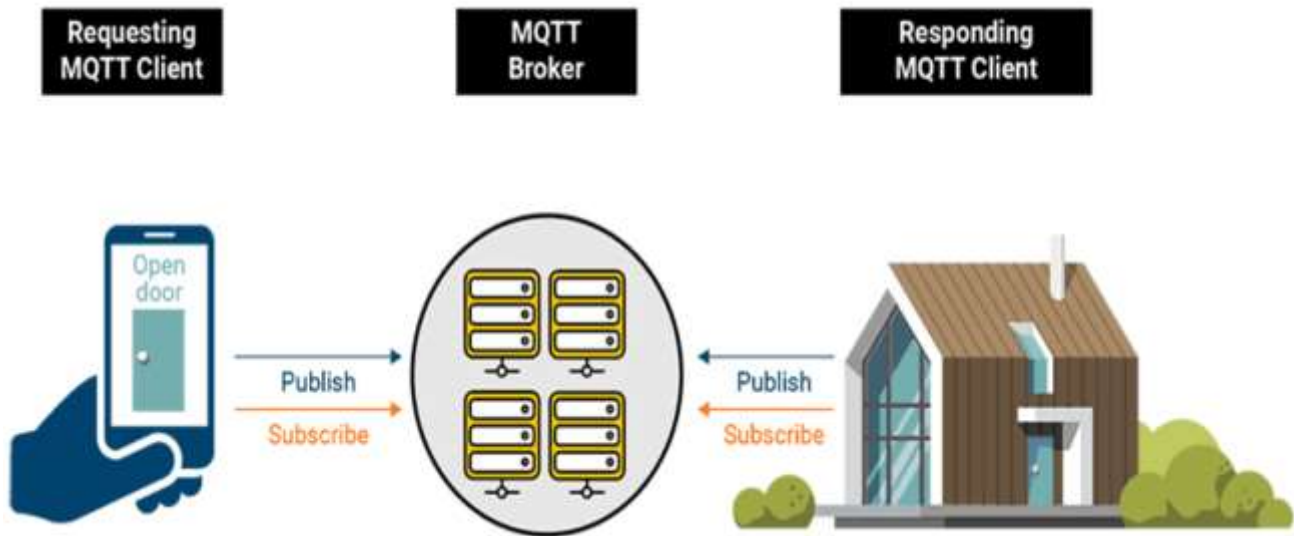 Requesting
MQTT Client
MQTT
Broker
Responding
MQTT Client
Open
door
Publish
Subscribe
Publish
Subscribe